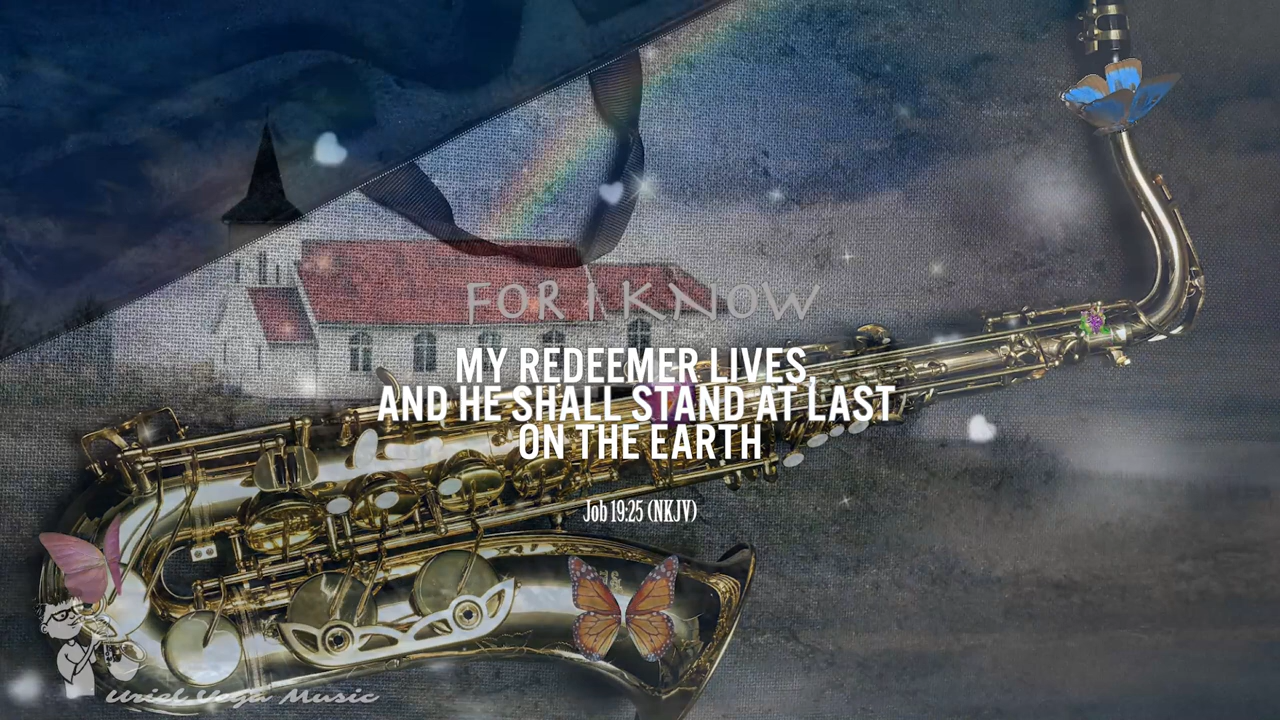 FOR I KNOW
MY REDEEMER LIVES,
AND HE SHALL STAND AT LAST
ON THE EARTH
Job 19:25 (NKJV)
Uriel Vega Music